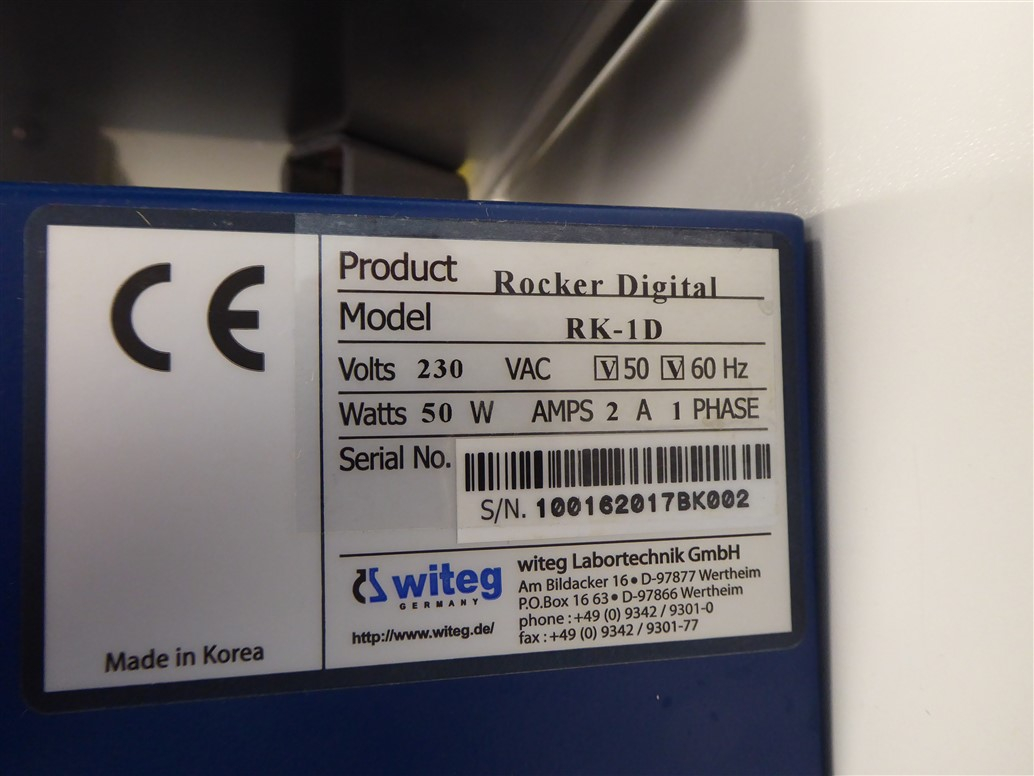 CE
Product Rocker Digital
Model RK-1D
Volts 230 VAC V 50 V 60 Hz
Watts 50 W AMPS 2 A 1 PHASE
Serial No.
S/N. 100162017BK002
witeg
GERMANY
http://www.witeg.de/
witeg Labortechnik GmbH
Am Bildacker 16 • D-97877 Wertheim
P.O.Box 16 63 • D-97866 Wertheim
phone : +49 (0) 9342 / 9301-0
fax : +49 (0) 9342 / 9301-77
Made in Korea